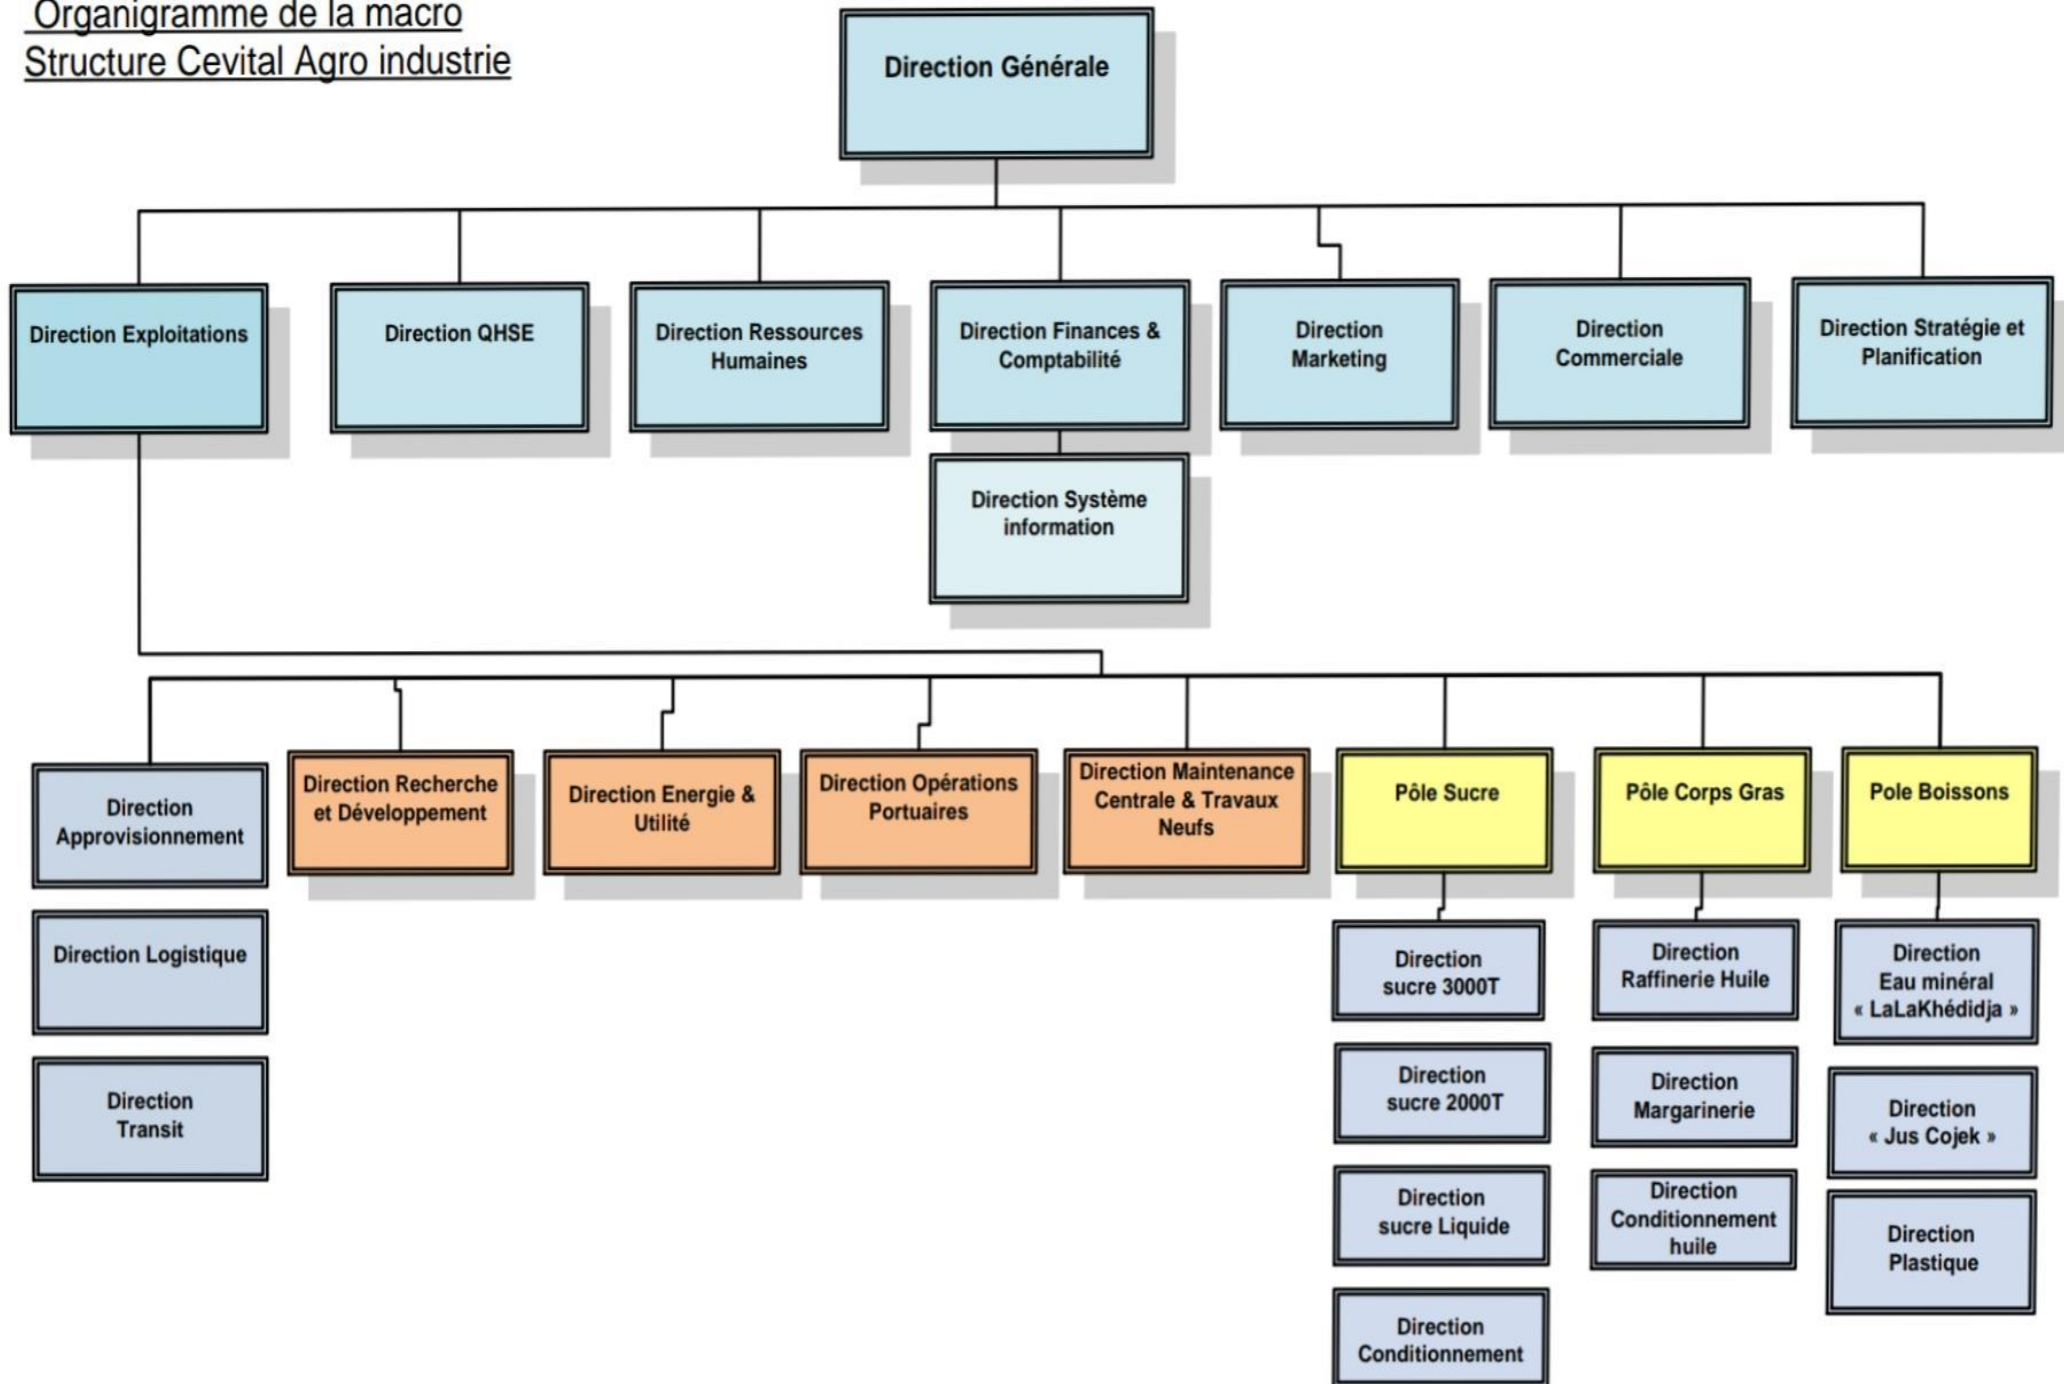 Organigramme de la macro
Structure Cevital Agro industrie
Direction Générale
Direction Exploitations
Direction QHSE
Direction Ressources
Humaines
Direction Finances &
Comptabilité
Direction
Marketing
Direction
Commerciale
Direction Stratégie et
Planification
Direction Système
information
Direction
Approvisionnement
Direction Recherche
et Développement
Direction Energie &
Utilité
Direction Opérations
Portuaires
Direction Maintenance
Centrale & Travaux
Neufs
Pôle Sucre
Pôle Corps Gras
Pole Boissons
Direction Logistique
Direction
Transit
Direction
sucre 3000T
Direction
sucre 2000T
Direction
sucre Liquide
Direction
Conditionnement
Direction
Raffinerie Huile
Direction
Margarinerie
Direction
Conditionnement
huile
Direction
Eau minéral
« LaLaKhédidja »
Direction
« Jus Cojek »
Direction
Plastique